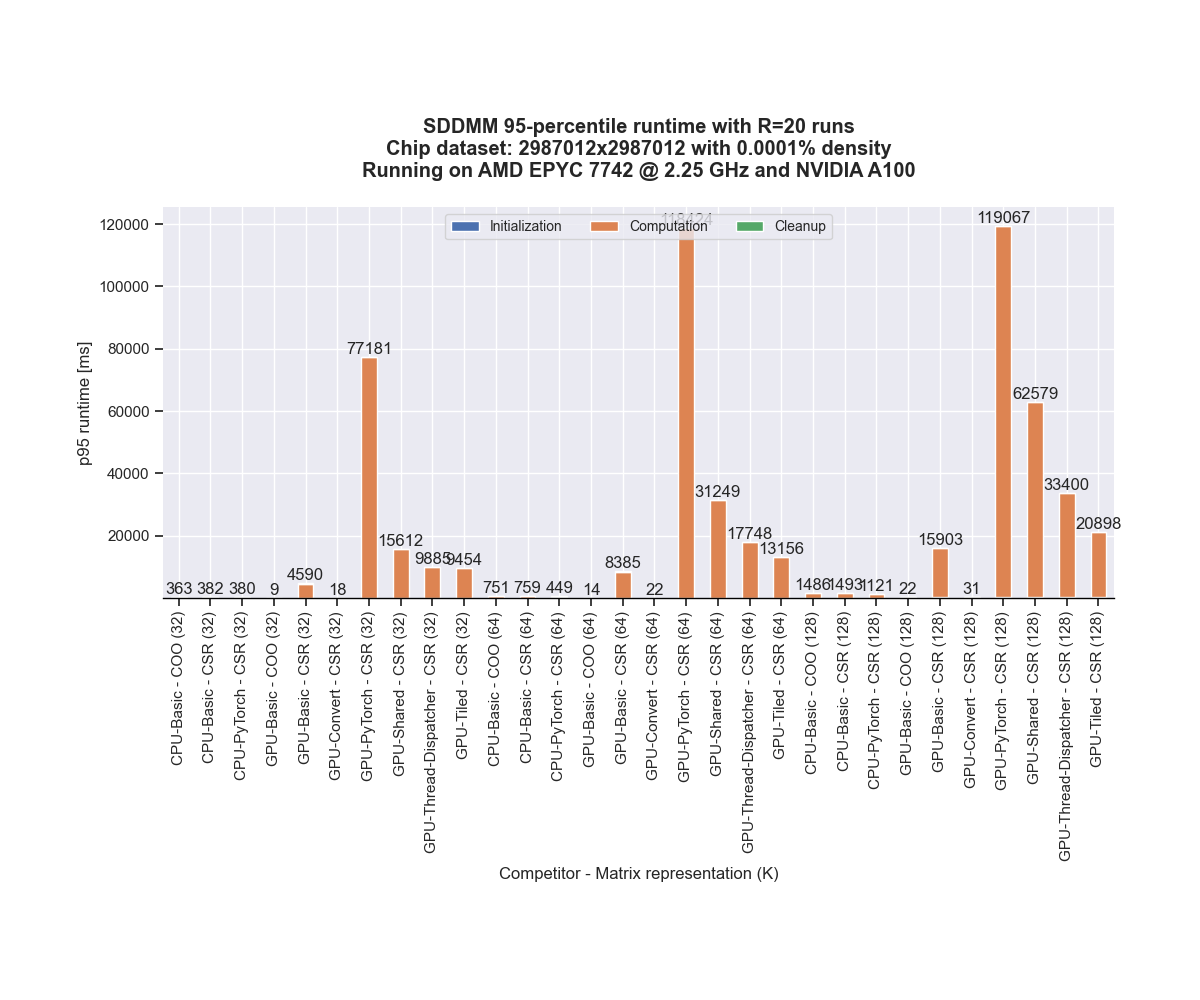 SDDMM 95-percentile runtime with R=20 runs
Chip dataset: 2987012x2987012 with 0.0001% density
Running on AMD EPYC 7742 @ 2.25 GHz and NVIDIA A100
Initialization Computation Cleanup
p95 runtime [ms]
120000
100000
80000
60000
40000
20000
363
382
380
9
4590
18
77181
15612
9885
9454
751
759
449
14
8385
22
118424
31249
17748
13156
1486
1493
1121
22
15903
31
119067
62579
33400
20898
CPU-Basic - COO (32)
CPU-Basic - CSR (32)
CPU-PyTorch - CSR (32)
GPU-Basic - COO (32)
GPU-Basic - CSR (32)
GPU-Convert - CSR (32)
GPU-PyTorch - CSR (32)
GPU-Shared - CSR (32)
GPU-Thread-Dispatcher - CSR (32)
GPU-Tiled - CSR (32)
CPU-Basic - COO (64)
CPU-Basic - CSR (64)
CPU-PyTorch - CSR (64)
GPU-Basic - COO (64)
GPU-Basic - CSR (64)
GPU-Convert - CSR (64)
GPU-PyTorch - CSR (64)
GPU-Shared - CSR (64)
GPU-Thread-Dispatcher - CSR (64)
GPU-Tiled - CSR (64)
CPU-Basic - COO (128)
CPU-Basic - CSR (128)
CPU-PyTorch - CSR (128)
GPU-Basic - COO (128)
GPU-Basic - CSR (128)
GPU-Convert - CSR (128)
GPU-PyTorch - CSR (128)
GPU-Shared - CSR (128)
GPU-Thread-Dispatcher - CSR (128)
GPU-Tiled - CSR (128)
Competitor - Matrix representation (K)